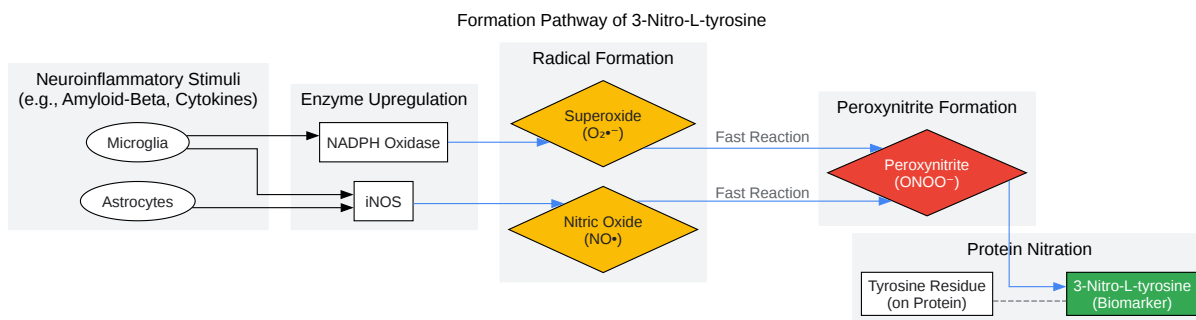 Formation Pathway of 3-Nitro-L-tyrosine
Neuroinflammatory Stimuli
(e.g., Amyloid-Beta, Cytokines)
Microglia
Astrocytes
Enzyme Upregulation
NADPH Oxidase
iNOS
Radical Formation
Superoxide
(O₂•⁻)
Nitric Oxide
(NO•)
Fast Reaction
Fast Reaction
Peroxynitrite Formation
Peroxynitrite
(ONOO⁻)
Protein Nitration
Tyrosine Residue
(on Protein)
3-Nitro-L-tyrosine
(Biomarker)